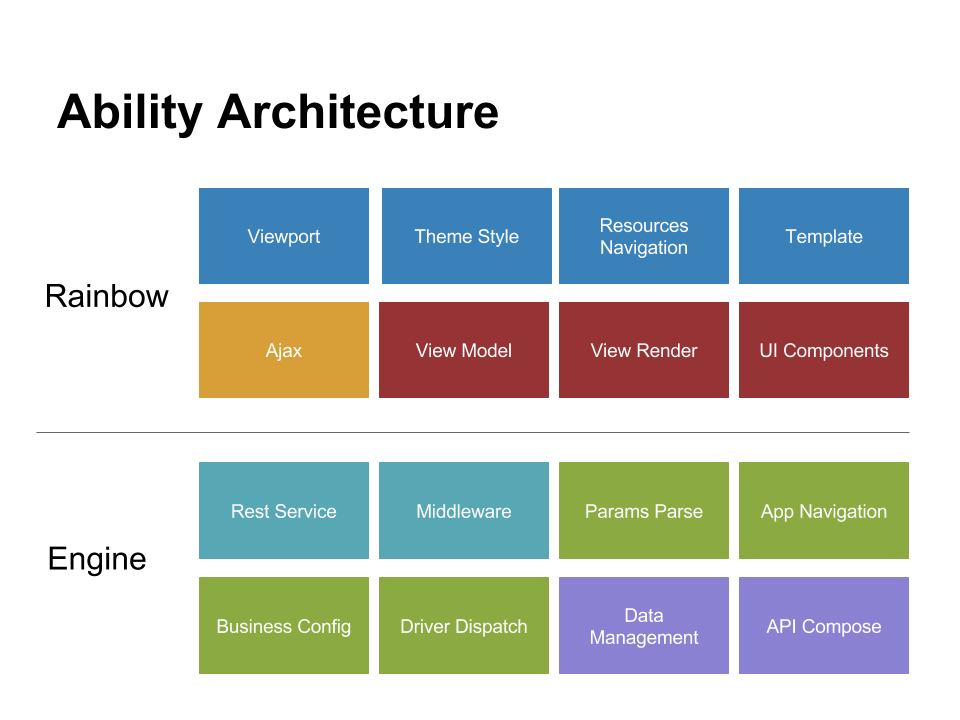 Ability Architecture
Rainbow
Viewport
Theme Style
Resources
Navigation
Template
Ajax
View Model
View Render
UI Components
Engine
Rest Service
Middleware
Params Parse
App Navigation
Business Config
Driver Dispatch
Data
Management
API Compose